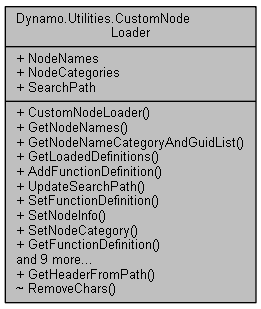 Dynamo.Utilities.CustomNode
Loader
+ NodeNames
+ NodeCategories
+ SearchPath
+ CustomNodeLoader()
+ GetNodeNames()
+ GetNodeNameCategoryAndGuidList()
+ GetLoadedDefinitions()
+ AddFunctionDefinition()
+ UpdateSearchPath()
+ SetFunctionDefinition()
+ SetNodeInfo()
+ SetNodeCategory()
+ GetFunctionDefinition()
and 9 more...
+ GetHeaderFromPath()
~ RemoveChars()